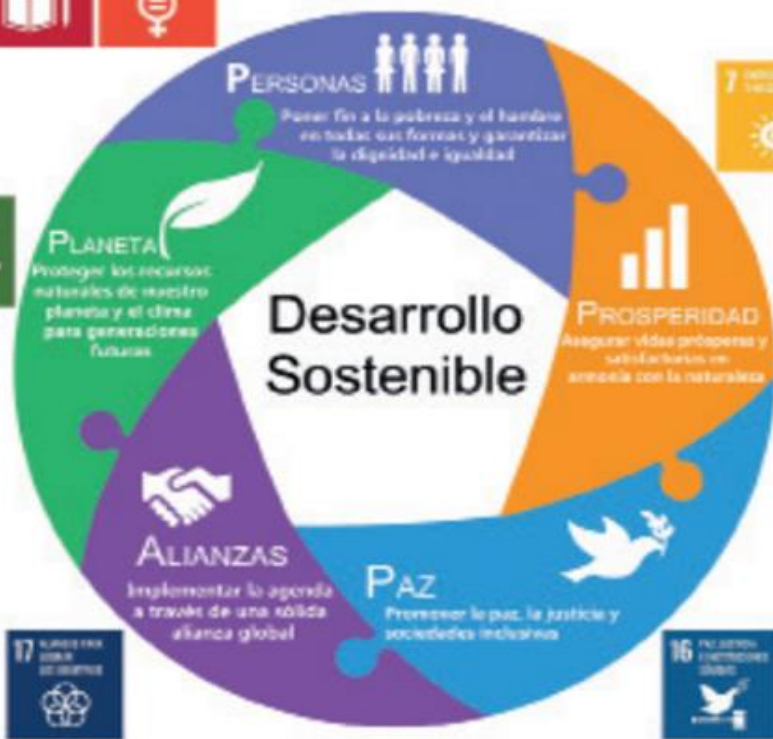 PERSONAS
Poner fin a la pobreza y el hambre
en todas sus formas y garantizar
la dignidad e igualdad
7
PLANETA
Proteger los recursos
naturales de nuestro
planeta y el clima
para generaciones
futuras
Desarrollo
Sostenible
PROSPERIDAD
Asegurar vidas prósperas y
satisfactorias en
armonía con la naturaleza
ALIANZAS
Implementar la agenda
a través de una sólida
alianza global
PAZ
Promover la paz, la justicia y
sociedades inclusivas
17
16